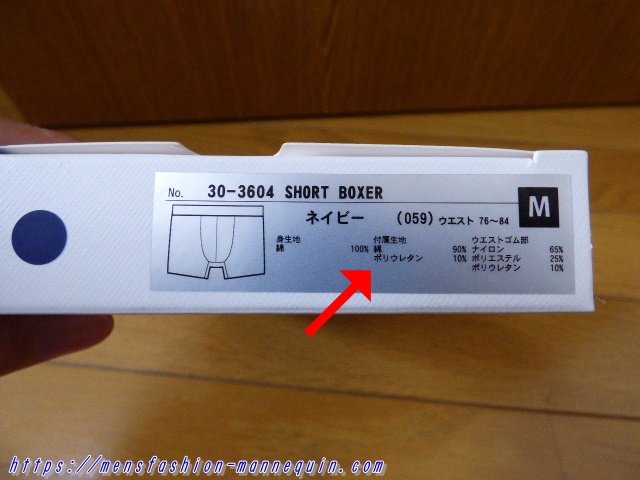 No. 30-3604 SHORT BOXER
ネイビー (059) ウエスト 76〜84 M
身生地
綿 100%
付属生地
綿 90%
ポリウレタン 10%
ウエストゴム部
ナイロン 65%
ポリエステル 25%
ポリウレタン 10%
https://mensfashion-mannequin.com/